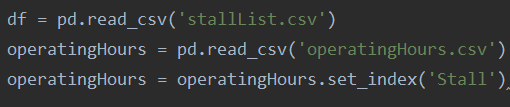 df = pd.read_csv('stallList.csv')
operatingHours = pd.read_csv('operatingHours.csv')
operatingHours = operatingHours.set_index('Stall')